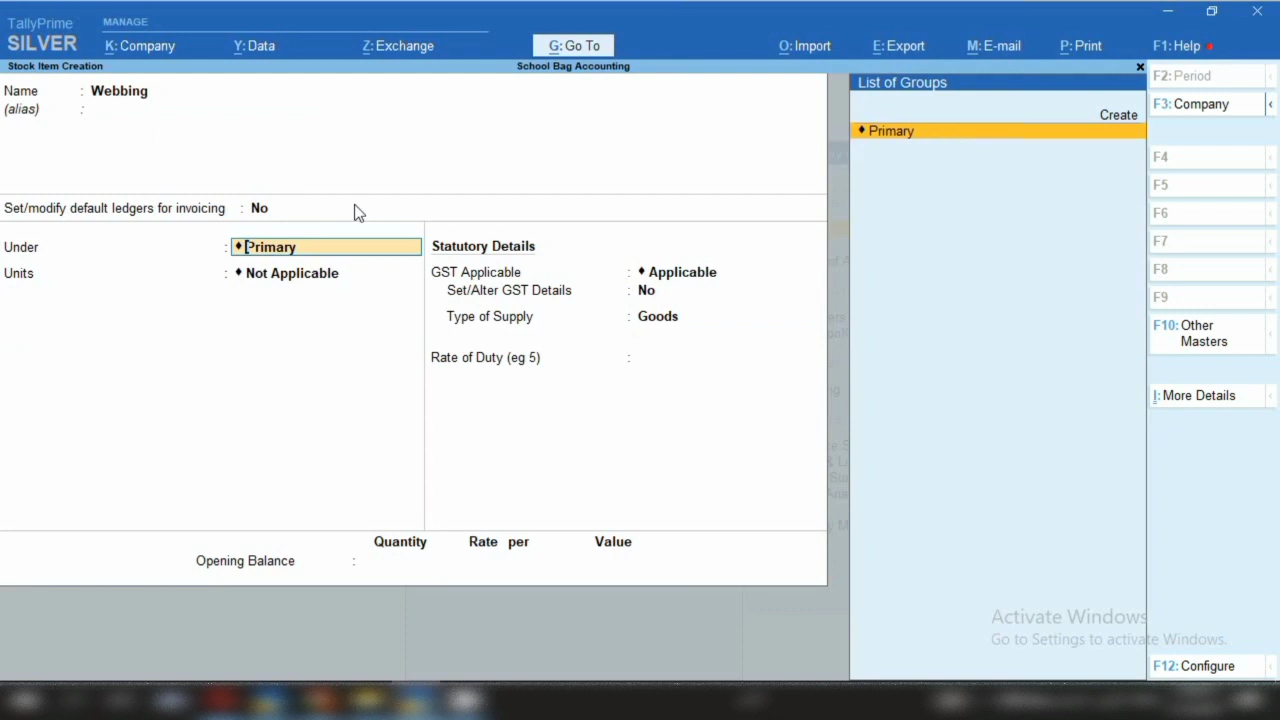 TallyPrime
MANAGE
SILVER
K: Company
Y: Data
Z: Exchange
G: Go To
O: Import
E: Export
M: E-mail
P: Print
F1: Help
Stock Item Creation
School Bag Accounting
Name : Webbing
(alias) :
Set/modify default ledgers for invoicing : No
Under : ♦ Primary
Units : ♦ Not Applicable
Statutory Details
GST Applicable : ♦ Applicable
Set/Alter GST Details : No
Type of Supply : Goods
Rate of Duty (eg 5) :
Quantity Rate per Value
Opening Balance :
List of Groups
Create
♦ Primary
F2: Period
F3: Company
F4
F5
F6
F7
F8
F9
F10: Other
Masters
I: More Details
F12: Configure
Activate Windows
Go to Settings to activate Windows.